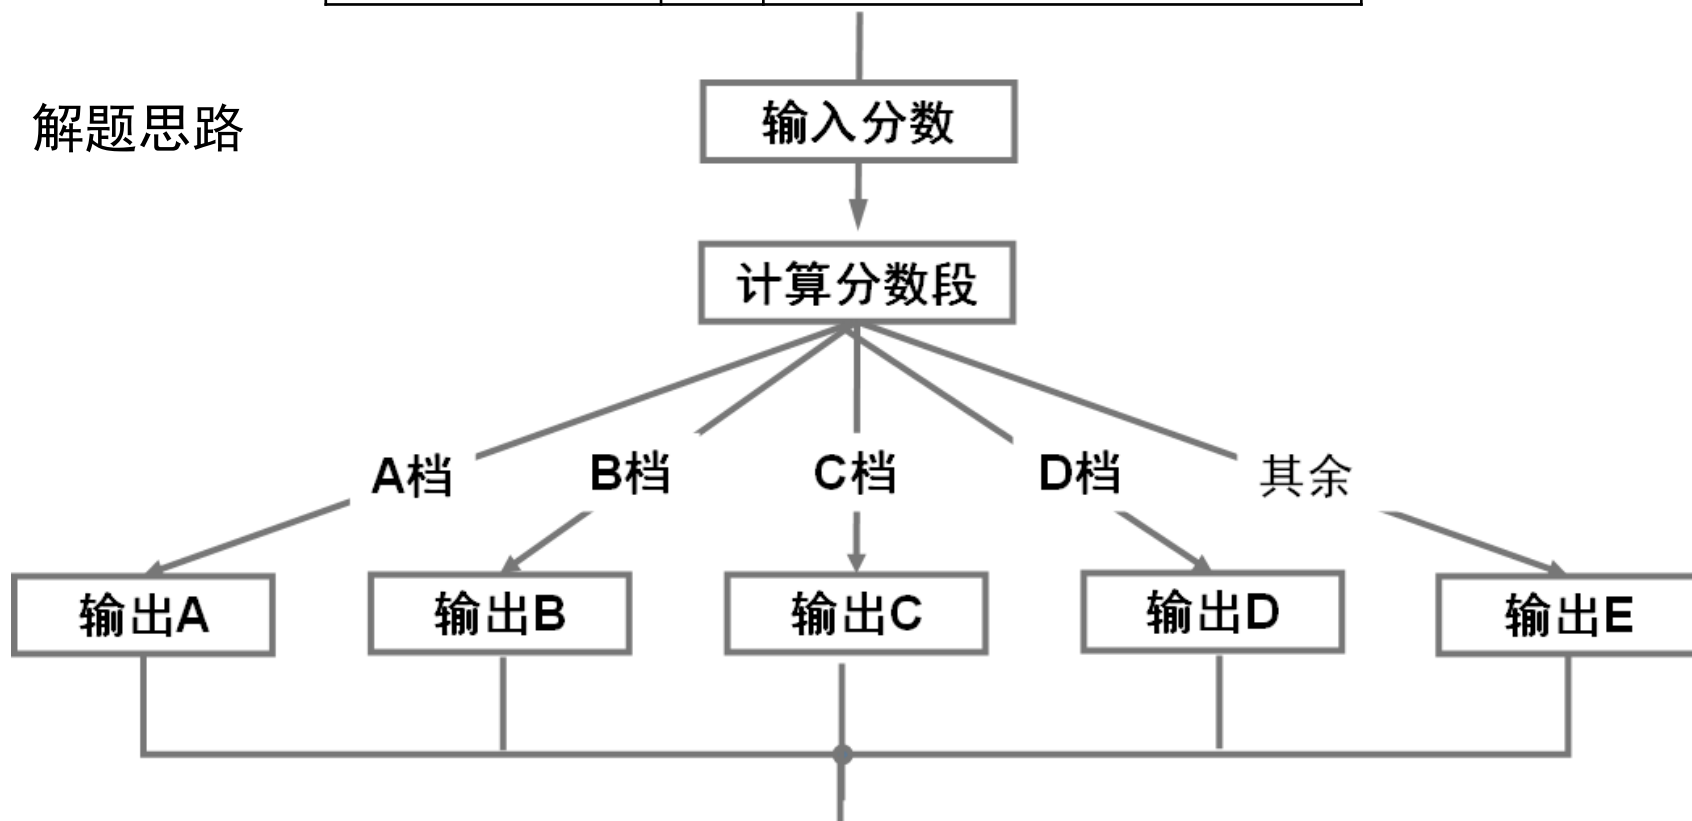 解题思路
输入分数
计算分数段
A档
B档
C档
D档
其余
输出A
输出B
输出C
输出D
输出E